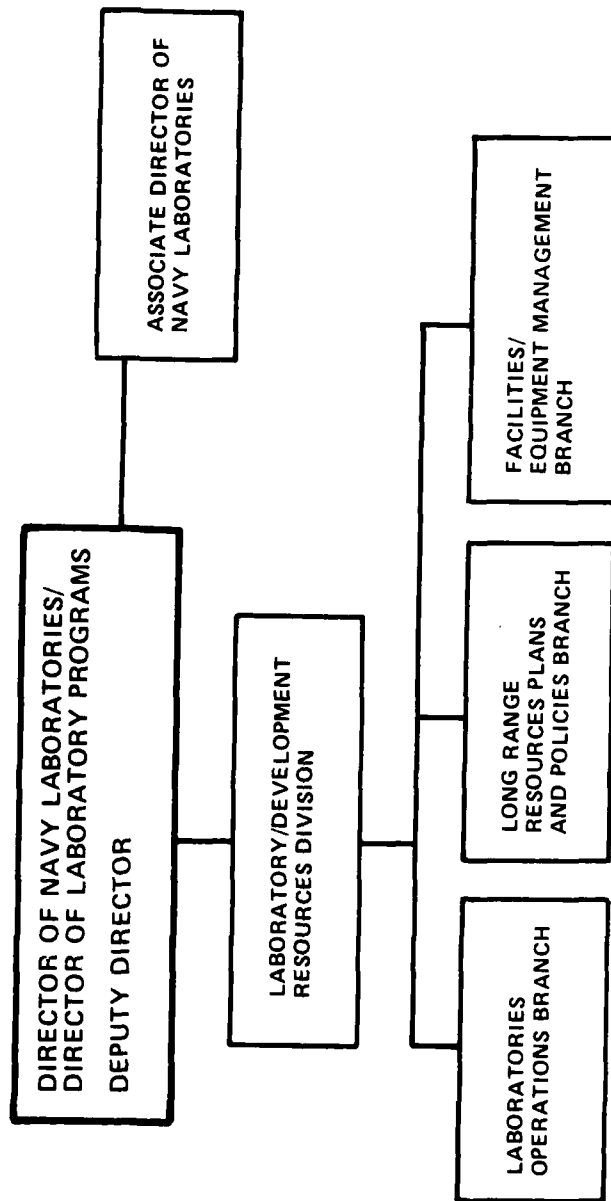 DIRECTOR OF NAVY LABORATORIES/
DIRECTOR OF LABORATORY PROGRAMS
DEPUTY DIRECTOR
ASSOCIATE DIRECTOR OF
NAVY LABORATORIES
LABORATORY/DEVELOPMENT
RESOURCES DIVISION
LABORATORIES
OPERATIONS BRANCH
LONG RANGE
RESOURCES PLANS
AND POLICIES BRANCH
FACILITIES/
EQUIPMENT MANAGEMENT
BRANCH